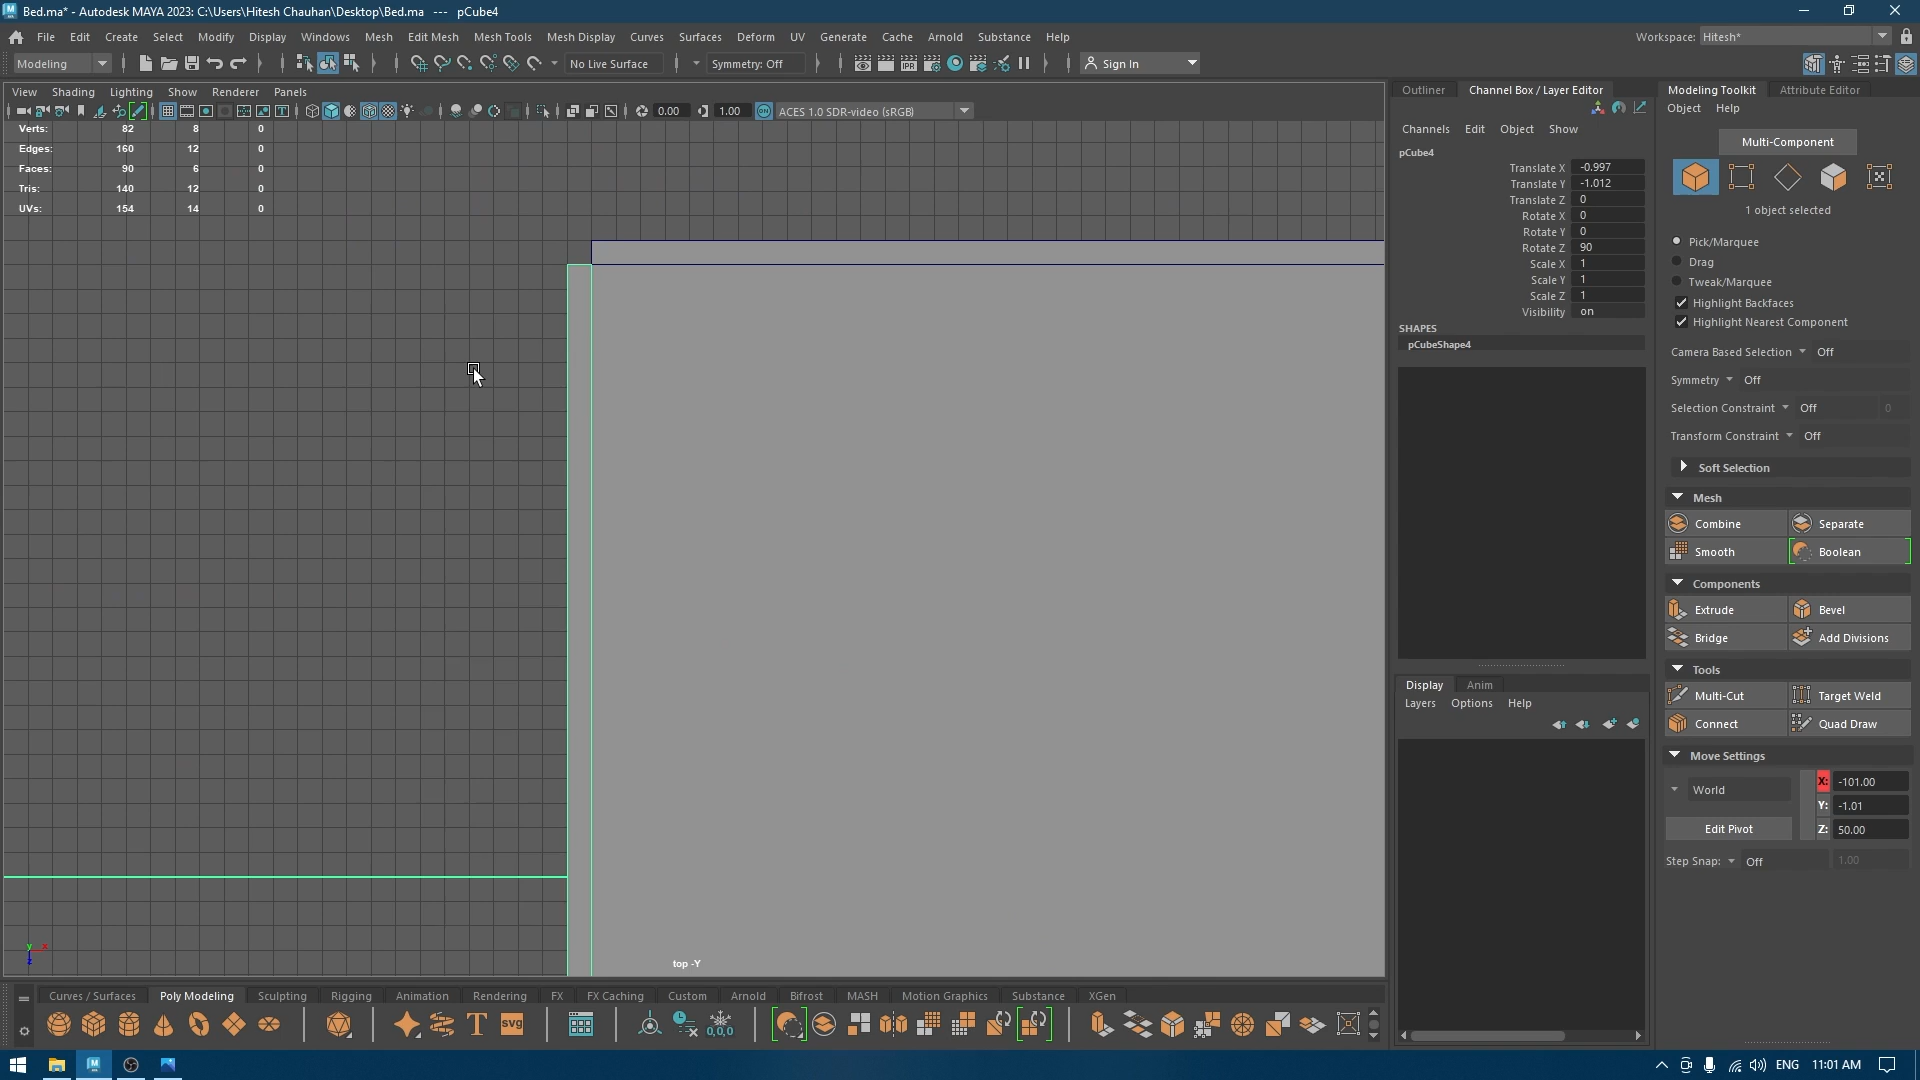 Bed.ma* - Autodesk MAYA 2023: C:\Users\Hitesh Chauhan\Desktop\Bed.ma --- pCube4
File Edit Create Select Modify Display Windows Mesh Edit Mesh Mesh Tools Mesh Display Curves Surfaces Deform UV Generate Cache Arnold Substance Help
Workspace: Hitesh*
Modeling No Live Surface Symmetry: Off Sign In
View Shading Lighting Show Renderer Panels
0.00 1.00 ON ACES 1.0 SDR-video (sRGB)
Verts: 82 8 0
Edges: 160 12 0
Faces: 90 6 0
Tris: 140 12 0
UVs: 154 14 0
y x
z
top -Y
Outliner Channel Box / Layer Editor
Channels Edit Object Show
pCube4
Translate X -0.997
Translate Y -1.012
Translate Z 0
Rotate X 0
Rotate Y 0
Rotate Z 90
Scale X 1
Scale Y 1
Scale Z 1
Visibility on
SHAPES
pCubeShape4
Display Anim
Layers Options Help
Modeling Toolkit Attribute Editor
Object Help
Multi-Component
1 object selected
Pick/Marquee
Drag
Tweak/Marquee
Highlight Backfaces
Highlight Nearest Component
Camera Based Selection Off
Symmetry Off
Selection Constraint Off 0
Transform Constraint Off
Soft Selection
Mesh
Combine Separate
Smooth Boolean
Components
Extrude Bevel
Bridge Add Divisions
Tools
Multi-Cut Target Weld
Connect Quad Draw
Move Settings
World
X: -101.00
Y: -1.01
Edit Pivot
Z: 50.00
Step Snap: Off 1.00
Curves / Surfaces Poly Modeling Sculpting Rigging Animation Rendering FX FX Caching Custom Arnold Bifrost MASH Motion Graphics Substance XGen
T SVG 0,0,0
M ENG 11:01 AM